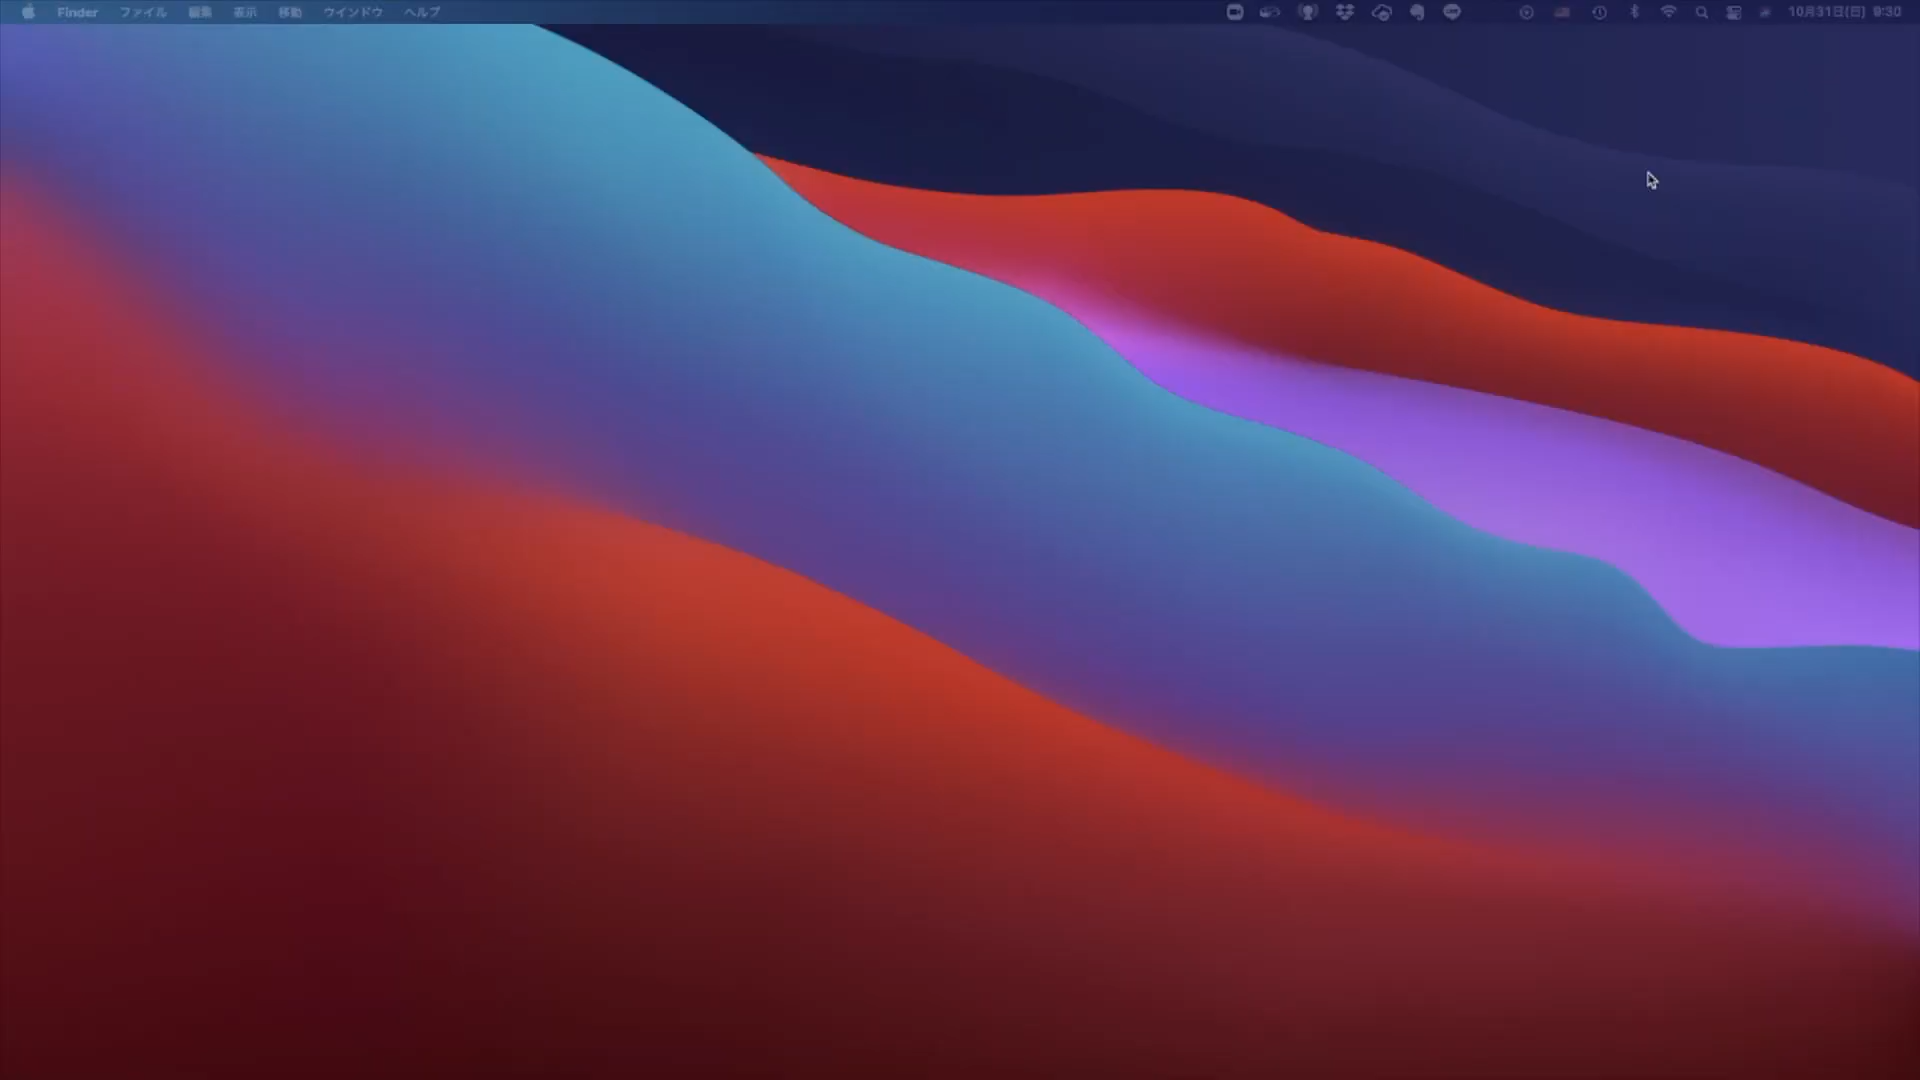 Finder ファイル 編集 表示 移動 ウインドウ ヘルプ 10月31日(日) 9:30